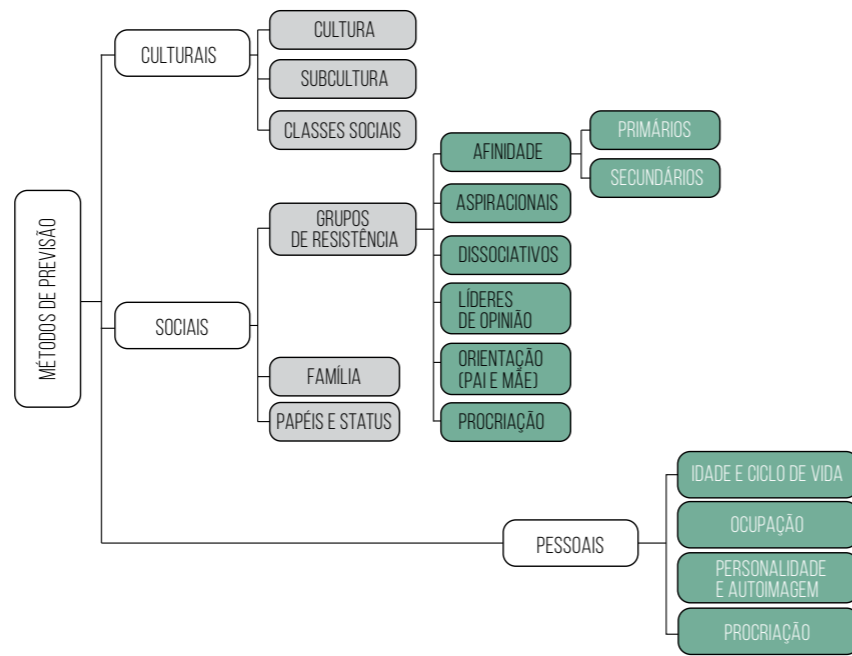 MÉTODOS DE PREVISÃO
CULTURAIS
CULTURA
SUBCULTURA
CLASSES SOCIAIS
SOCIAIS
GRUPOS
DE RESISTÊNCIA
AFINIDADE
PRIMÁRIOS
SECUNDÁRIOS
ASPIRACIONAIS
DISSOCIATIVOS
LÍDERES
DE OPINIÃO
ORIENTAÇÃO
(PAI E MÃE)
PROCRIAÇÃO
FAMÍLIA
PAPÉIS E STATUS
PESSOAIS
IDADE E CICLO DE VIDA
OCUPAÇÃO
PERSONALIDADE
E AUTOIMAGEM
PROCRIAÇÃO